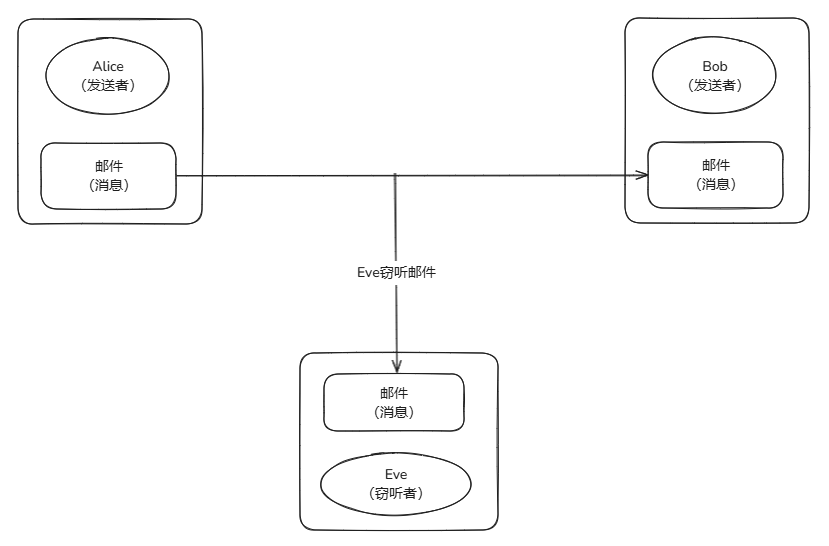 Alice
（发送者）
邮件
（消息）
Bob
（发送者）
邮件
（消息）
Eve窃听邮件
邮件
（消息）
Eve
（窃听者）